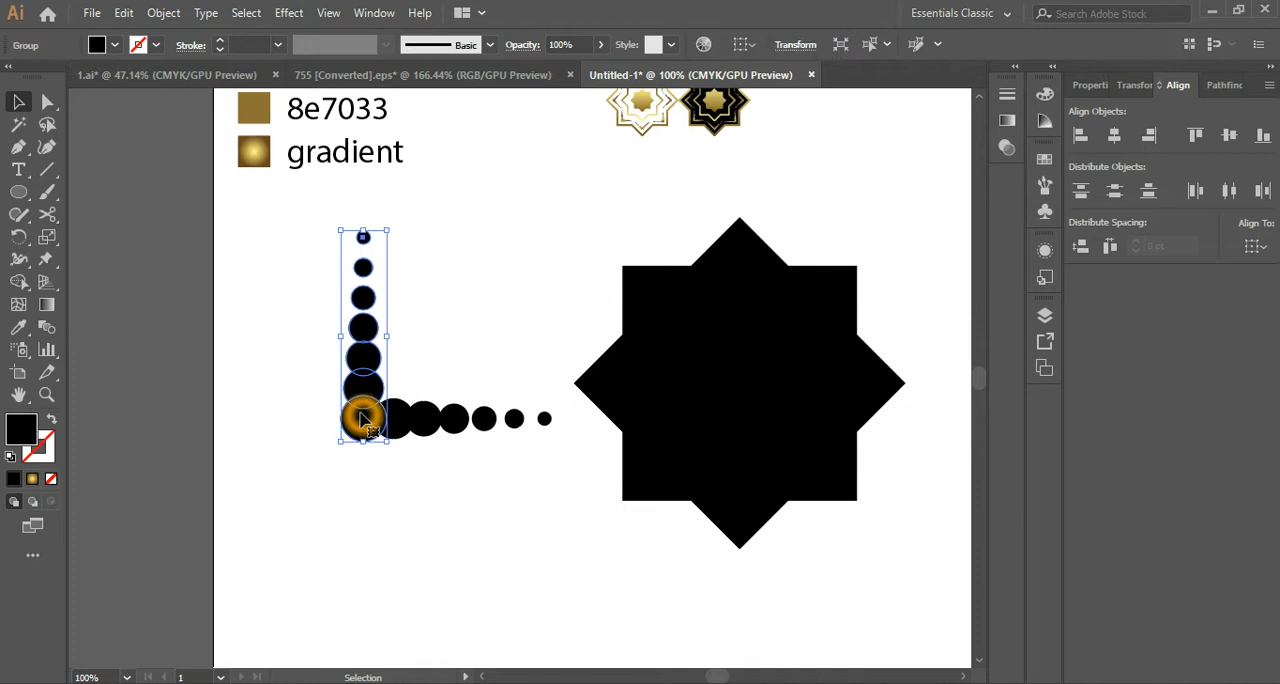 Ai File Edit Object Type Select Effect View Window Help Essentials Classic Search Adobe Stock
Group Stroke: Basic Opacity: 100% Style: Transform
1.ai* @ 47.14% (CMYK/GPU Preview) 755 [Converted].eps* @ 166.44% (RGB/GPU Preview) Untitled-1* @ 100% (CMYK/GPU Preview) Properti Transfor Align Pathfinc
8e7033
gradient
Align Objects:
Distribute Objects:
Distribute Spacing: Align To:
0 pt
100% 1 Selection